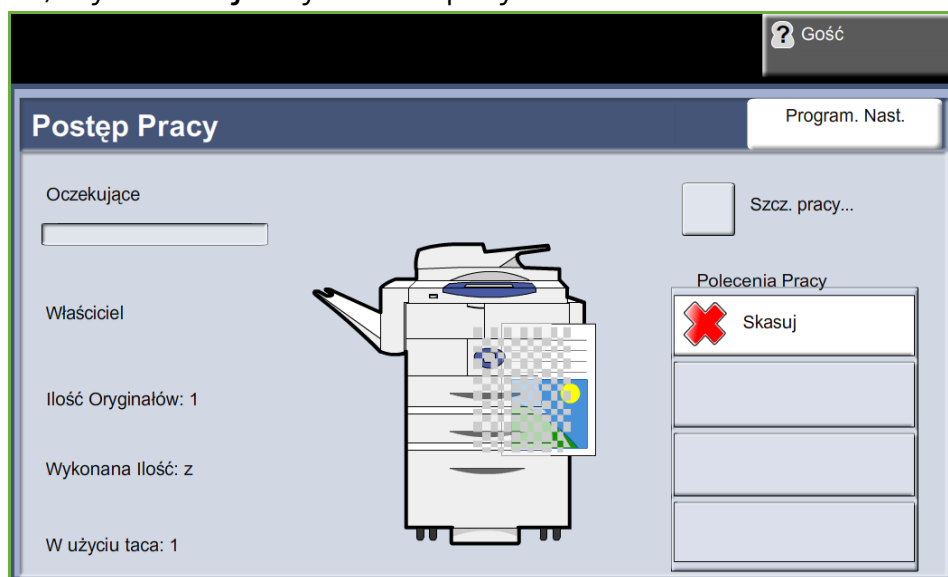 ? Gość
Postęp Pracy
Program. Nast.
Oczekujące
Szcz. pracy...
Polecenia Pracy
Właściciel
Skasuj
Ilość Oryginałów: 1
Wykonana Ilość: z
W użyciu taca: 1